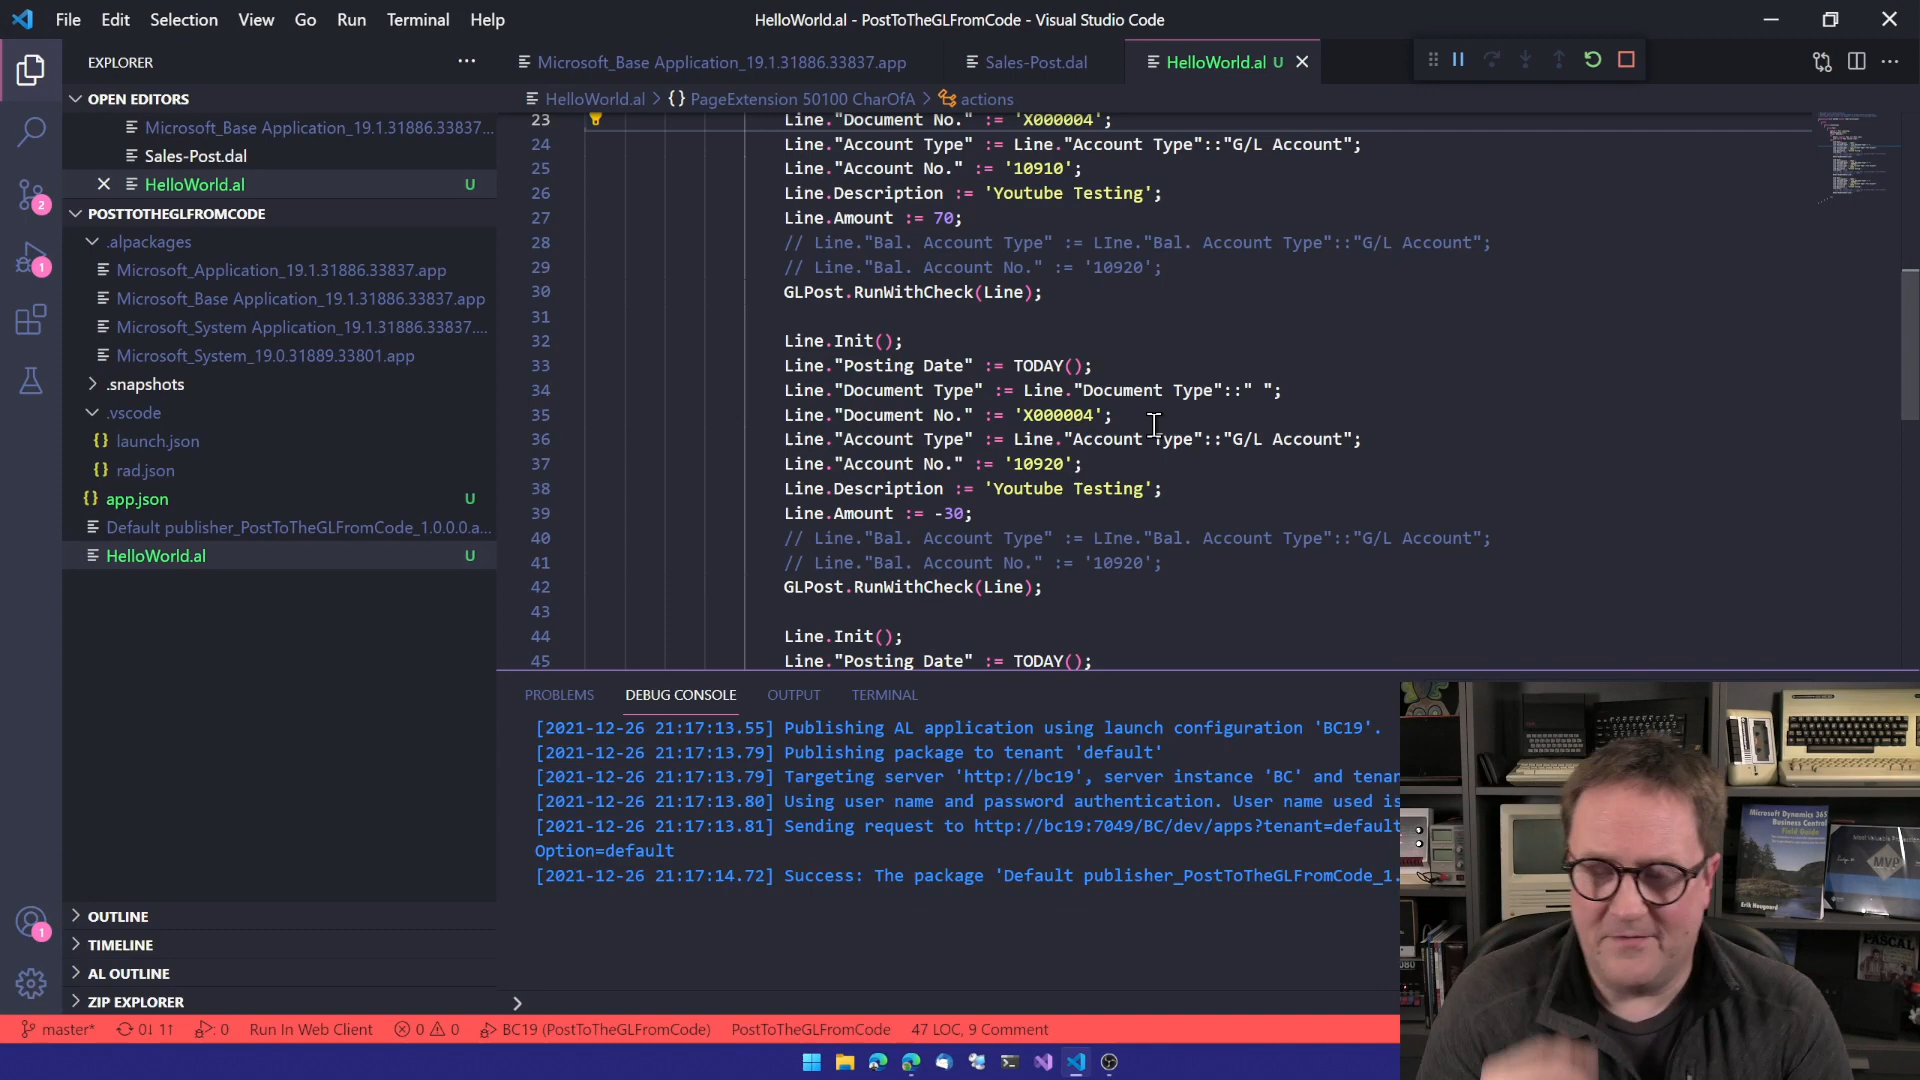 File Edit Selection View Go Run Terminal Help
HelloWorld.al - PostToTheGLFromCode - Visual Studio Code
EXPLORER
Microsoft_Base Application_19.1.31886.33837.app
Sales-Post.dal
HelloWorld.al U
OPEN EDITORS
Microsoft_Base Application_19.1.31886.33837...
Sales-Post.dal
HelloWorld.al U
POSTTOTHEGLFROMCODE
.alpackages
Microsoft_Application_19.1.31886.33837.app
Microsoft_Base Application_19.1.31886.33837.app
Microsoft_System Application_19.1.31886.33837....
Microsoft_System_19.0.31889.33801.app
.snapshots
.vscode
launch.json
rad.json
app.json U
Default publisher_PostToTheGLFromCode_1.0.0.0.a...
HelloWorld.al U
OUTLINE
TIMELINE
AL OUTLINE
ZIP EXPLORER
2
1
1
HelloWorld.al > {} PageExtension 50100 CharOfA > actions
23 Line."Document No." := 'X000004';
24 Line."Account Type" := Line."Account Type"::"G/L Account";
25 Line."Account No." := '10910';
26 Line.Description := 'Youtube Testing';
27 Line.Amount := 70;
28 // Line."Bal. Account Type" := LIne."Bal. Account Type"::"G/L Account";
29 // Line."Bal. Account No." := '10920';
30 GLPost.RunWithCheck(Line);
31
32 Line.Init();
33 Line."Posting Date" := TODAY();
34 Line."Document Type" := Line."Document Type"::" ";
35 Line."Document No." := 'X000004';
36 Line."Account Type" := Line."Account Type"::"G/L Account";
37 Line."Account No." := '10920';
38 Line.Description := 'Youtube Testing';
39 Line.Amount := -30;
40 // Line."Bal. Account Type" := LIne."Bal. Account Type"::"G/L Account";
41 // Line."Bal. Account No." := '10920';
42 GLPost.RunWithCheck(Line);
43
44 Line.Init();
45 Line."Posting Date" := TODAY();
PROBLEMS DEBUG CONSOLE OUTPUT TERMINAL
[2021-12-26 21:17:13.55] Publishing AL application using launch configuration 'BC19'.
[2021-12-26 21:17:13.79] Publishing package to tenant 'default'
[2021-12-26 21:17:13.79] Targeting server 'http://bc19', server instance 'BC' and tenan
[2021-12-26 21:17:13.80] Using user name and password authentication. User name used is
[2021-12-26 21:17:13.81] Sending request to http://bc19:7049/BC/dev/apps?tenant=default
Option=default
[2021-12-26 21:17:14.72] Success: The package 'Default publisher_PostToTheGLFromCode_1.
Microsoft Dynamics 365
Business Central
Field Guide
Erik Hougaard
MVP
PASCAL
master* 0↓ 1↑ : 0 Run In Web Client 0 0 BC19 (PostToTheGLFromCode) PostToTheGLFromCode 47 LOC, 9 Comment